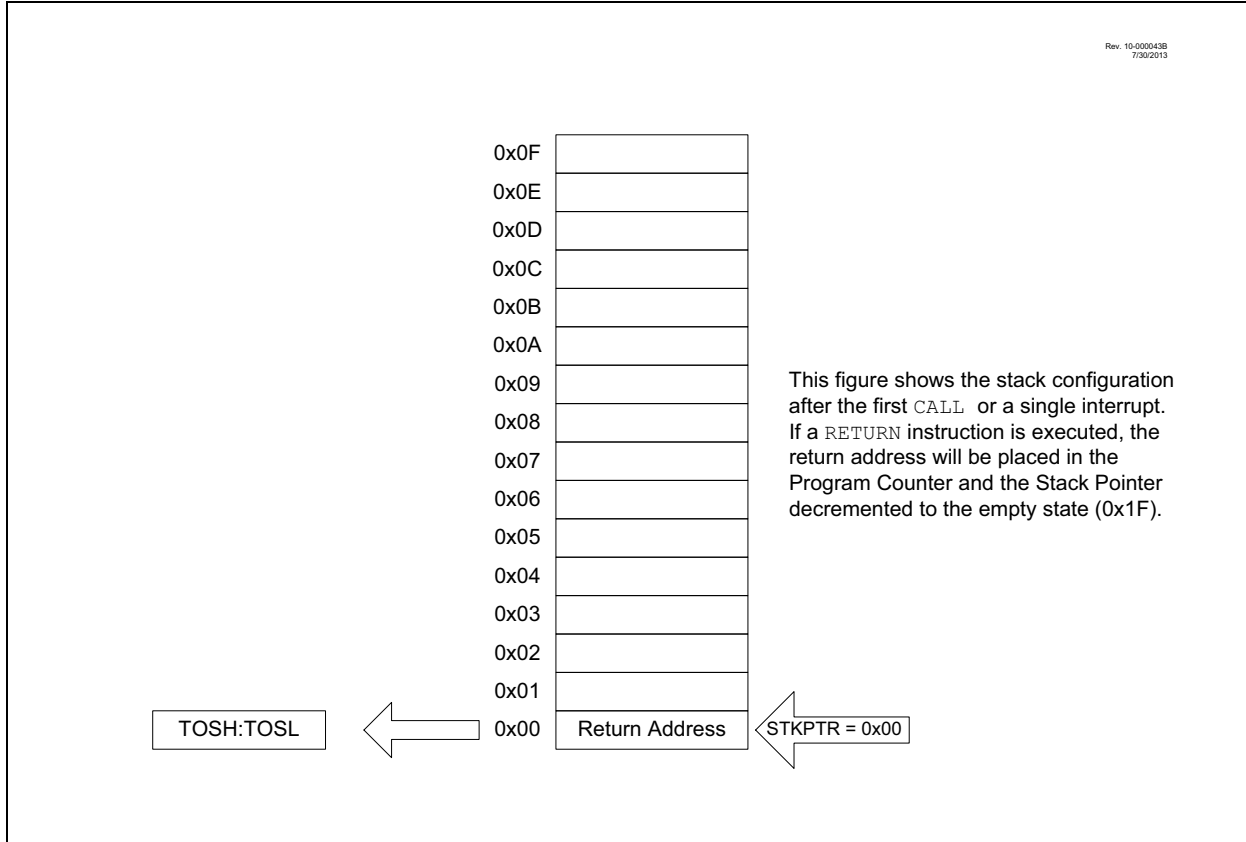 Rev. 10-000043B
7/30/2013
0x0F
0x0E
0x0D
0x0C
0x0B
0x0A
0x09
0x08
0x07
0x06
0x05
0x04
0x03
0x02
0x01
This figure shows the stack configuration
after the first CALL or a single interrupt.
If a RETURN instruction is executed, the
return address will be placed in the
Program Counter and the Stack Pointer
decremented to the empty state (0x1F).
TOSH:TOSL
0x00
Return Address
STKPTR = 0x00